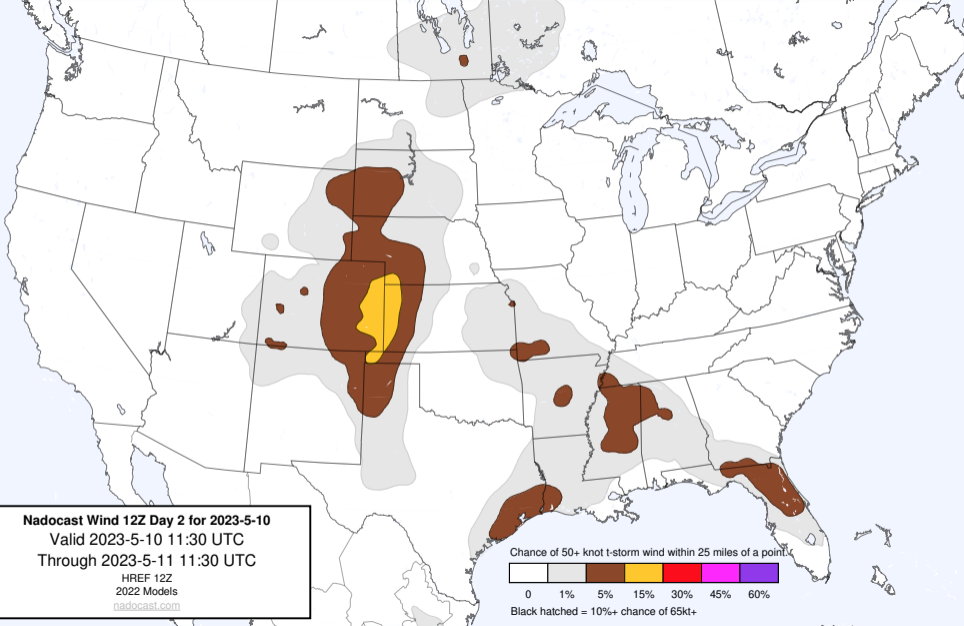 Nadocast Wind 12Z Day 2 for 2023-5-10
Valid 2023-5-10 11:30 UTC
Through 2023-5-11 11:30 UTC
HREF 12Z
2022 Models
nadocast.com
Chance of 50+ knot t-storm wind within 25 miles of a point.
0 1% 5% 15% 30% 45% 60%
Black hatched = 10%+ chance of 65kt+